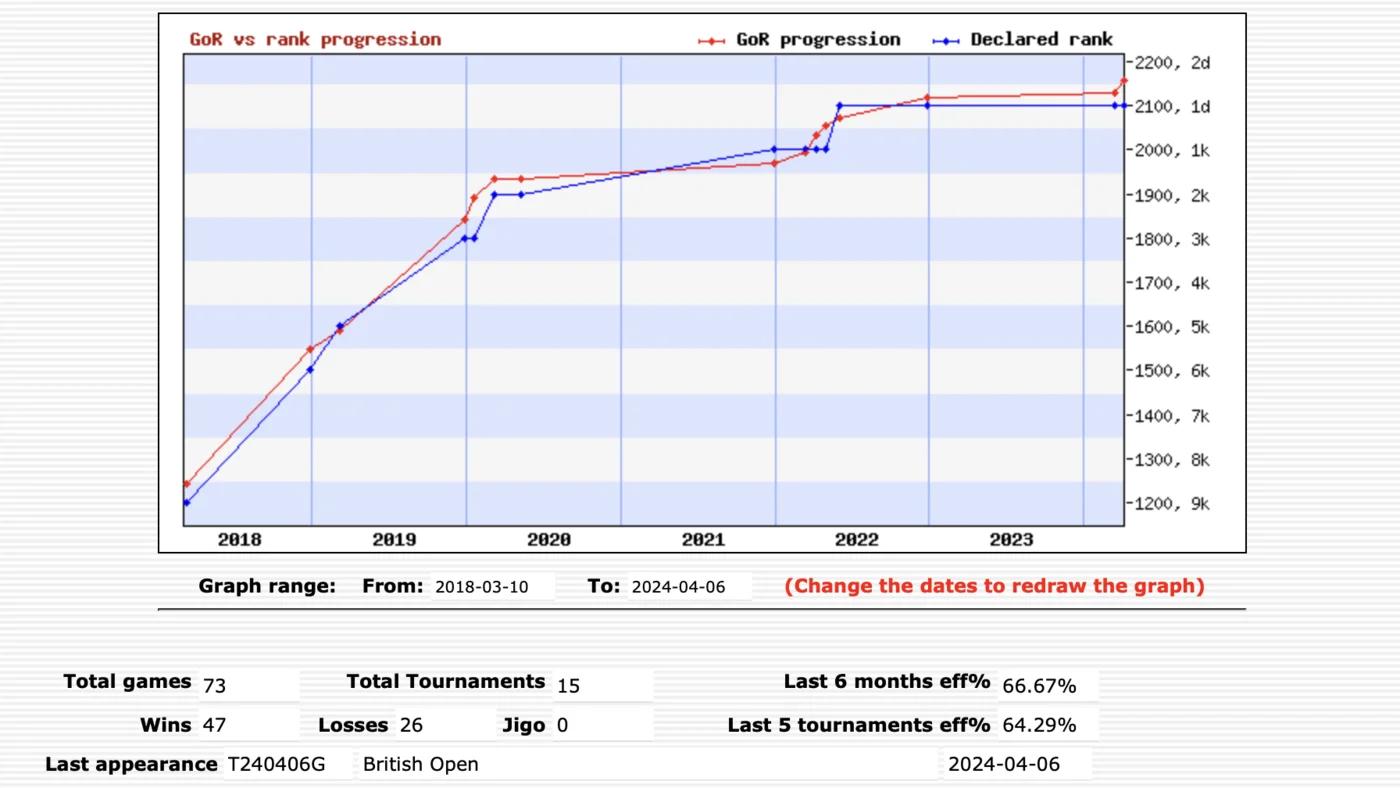 GoR vs rank progression GoR progression Declared rank
2200, 2d
2100, 1d
2000, 1k
1900, 2k
1800, 3k
1700, 4k
1600, 5k
1500, 6k
1400, 7k
1300, 8k
1200, 9k
2018 2019 2020 2021 2022 2023
Graph range: From: 2018-03-10 To: 2024-04-06 (Change the dates to redraw the graph)
Total games 73 Total Tournaments 15 Last 6 months eff% 66.67%
Wins 47 Losses 26 Jigo 0 Last 5 tournaments eff% 64.29%
Last appearance T240406G British Open 2024-04-06